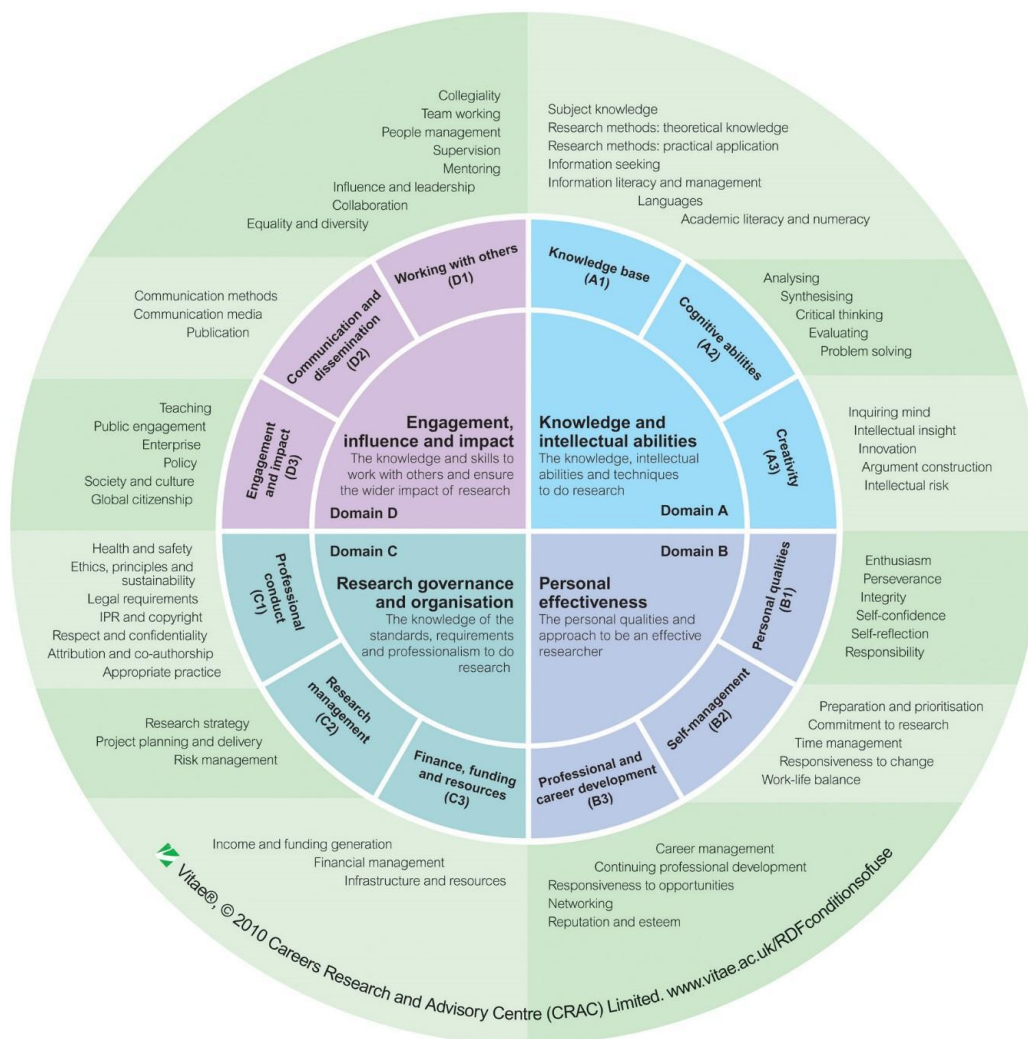 Collegiality
Team working
People management
Supervision
Mentoring
Influence and leadership
Collaboration
Equality and diversity
Subject knowledge
Research methods: theoretical knowledge
Research methods: practical application
Information seeking
Information literacy and management
Languages
Academic literacy and numeracy
Working with others
(D1)
Knowledge base
(A1)
Communication methods
Communication media
Publication
Communication and
dissemination
(D2)
Cognitive abilities
(A2)
Analysing
Synthesising
Critical thinking
Evaluating
Problem solving
Teaching
Public engagement
Enterprise
Policy
Society and culture
Global citizenship
Engagement
and impact
(D3)
Engagement,
influence and impact
The knowledge and skills to
work with others and ensure
the wider impact of research
Domain D
Knowledge and
intellectual abilities
The knowledge, intellectual
abilities and techniques
to do research
Domain A
Creativity
(A3)
Inquiring mind
Intellectual insight
Innovation
Argument construction
Intellectual risk
Health and safety
Ethics, principles and
sustainability
Legal requirements
IPR and copyright
Respect and confidentiality
Attribution and co-authorship
Appropriate practice
Professional
conduct
(C1)
Domain C
Research governance
and organisation
The knowledge of the
standards, requirements
and professionalism to do
research
Domain B
Personal
effectiveness
The personal qualities and
approach to be an effective
researcher
Personal qualities
(B1)
Enthusiasm
Perseverance
Integrity
Self-confidence
Self-reflection
Responsibility
Research strategy
Project planning and delivery
Risk management
Research
management
(C2)
Finance, funding
and resources
(C3)
Professional and
career development
(B3)
Self-management
(B2)
Preparation and prioritisation
Commitment to research
Time management
Responsiveness to change
Work-life balance
Income and funding generation
Financial management
Infrastructure and resources
Career management
Continuing professional development
Responsiveness to opportunities
Networking
Reputation and esteem
Vitae®, © 2010 Careers Research and Advisory Centre (CRAC) Limited. www.vitae.ac.uk/RDFconditionsofuse